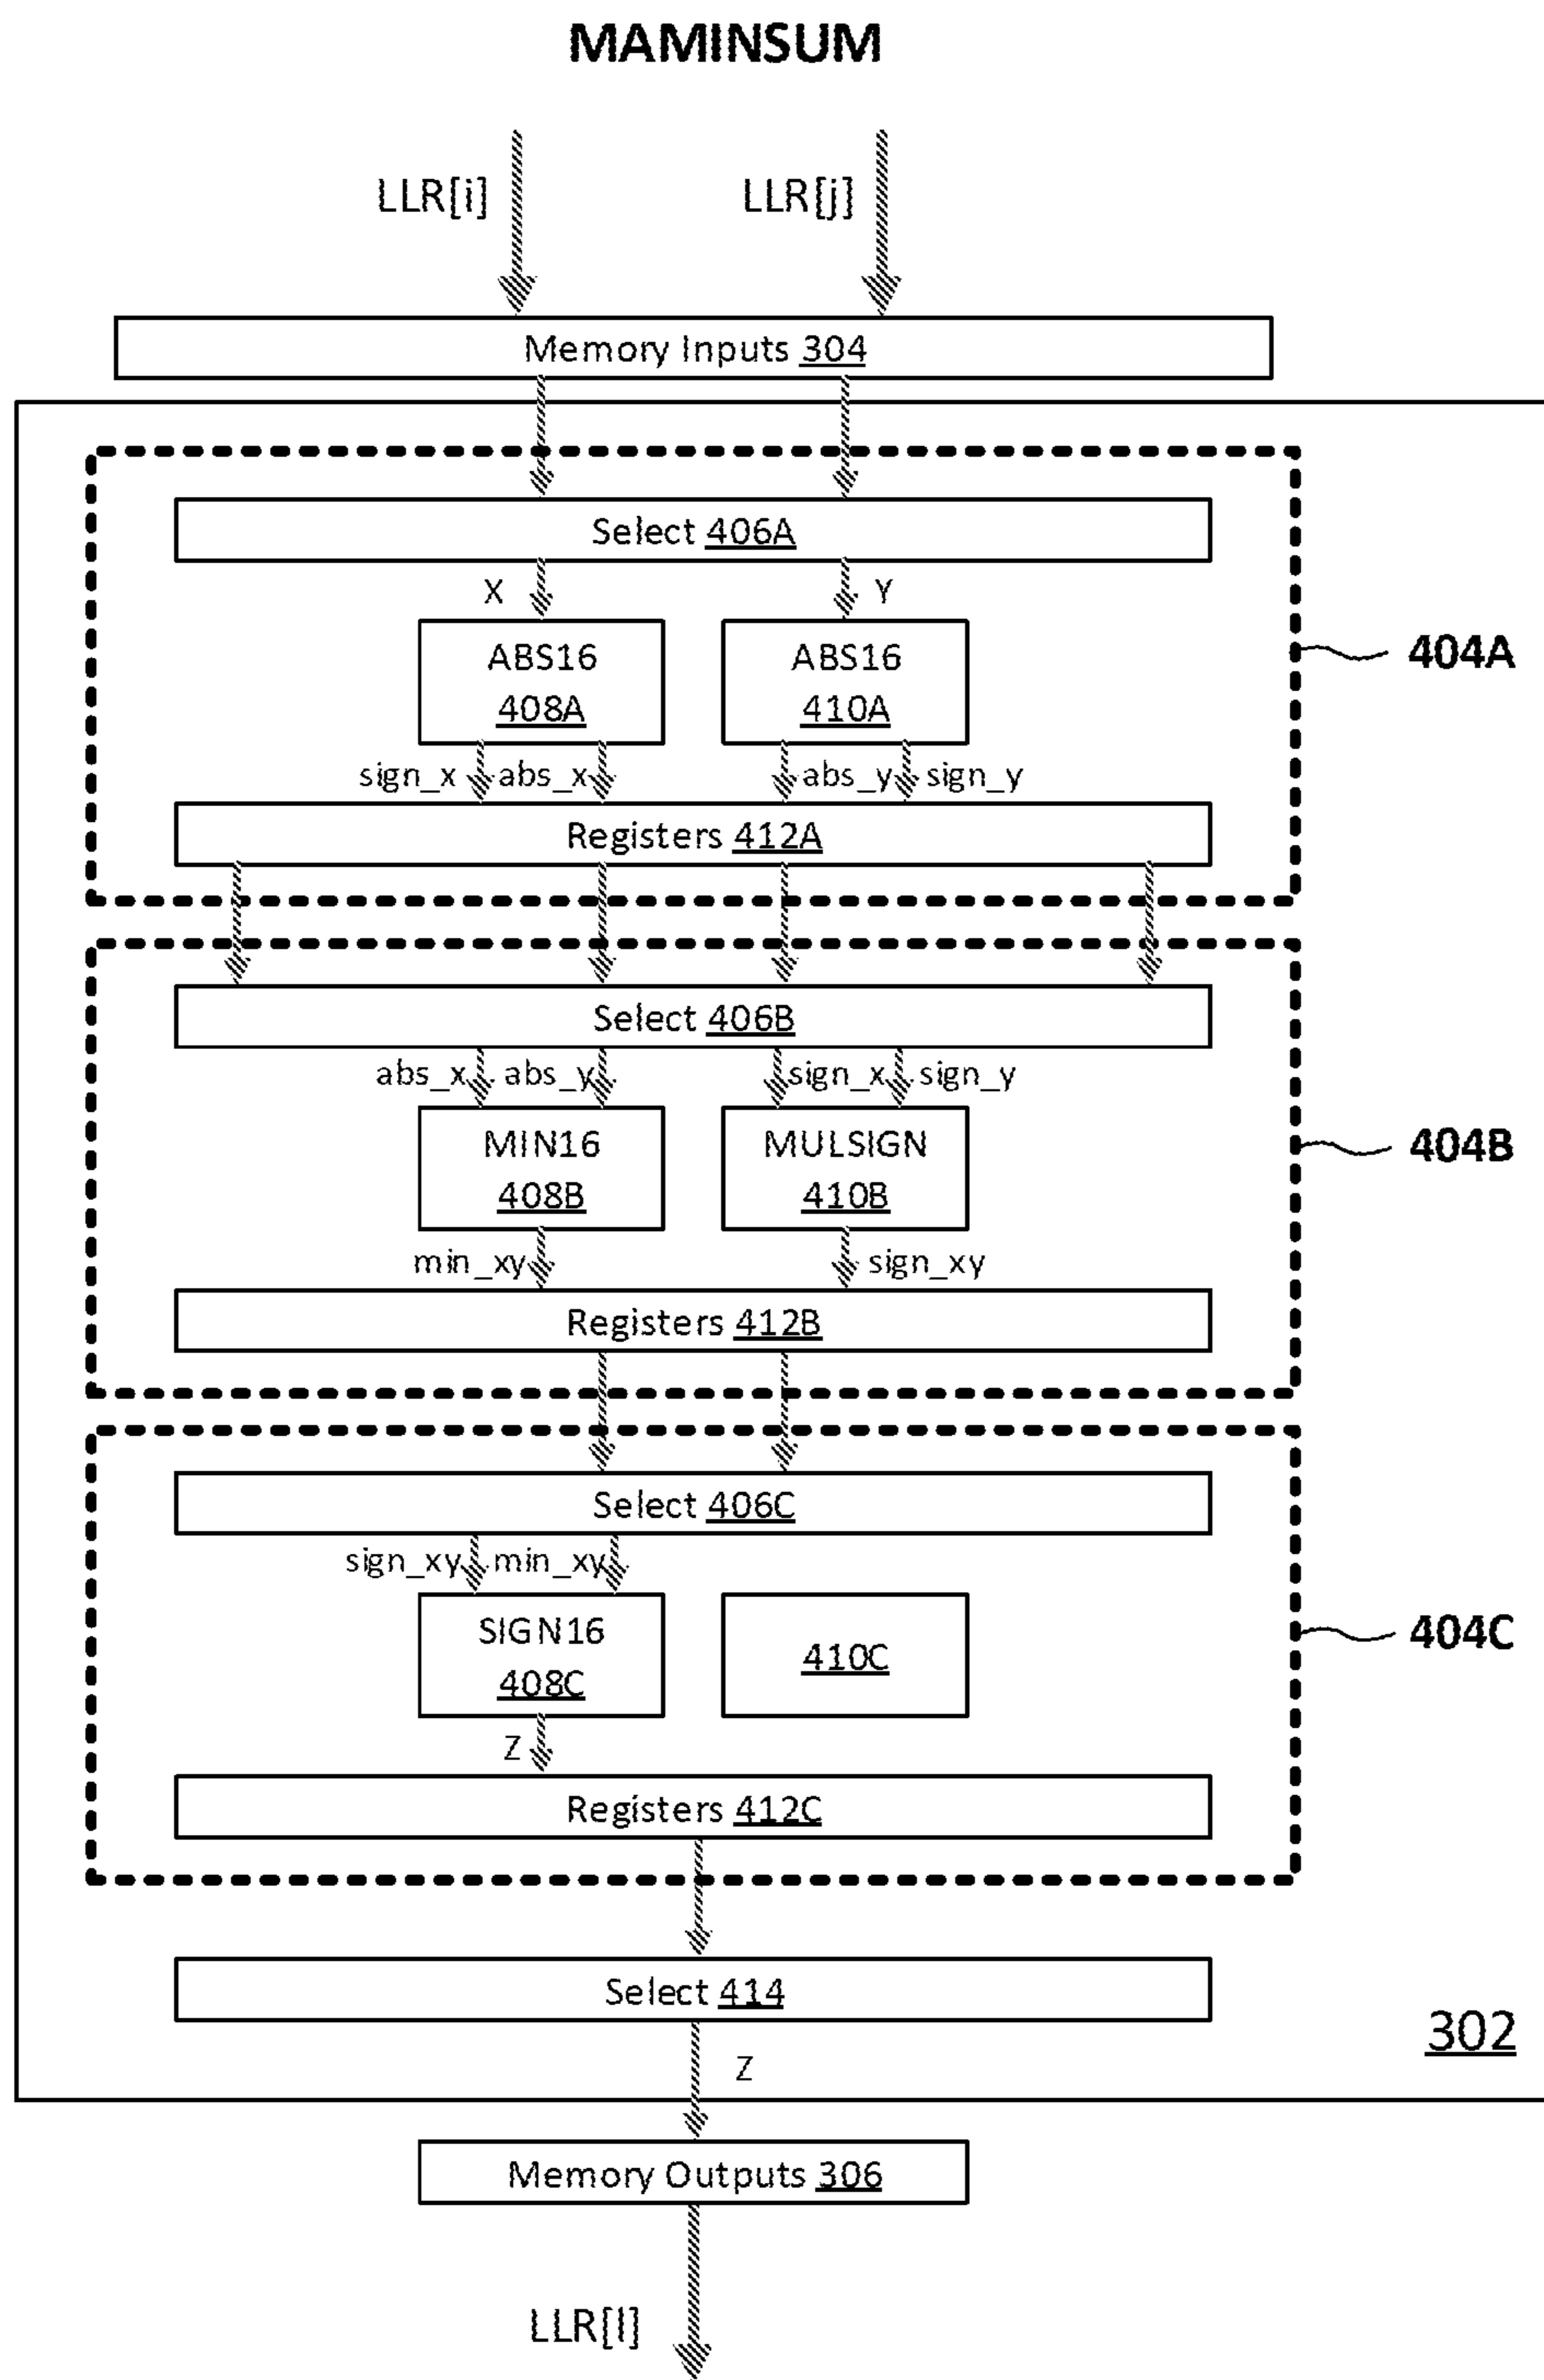 MAMINSUM
LLR[i] LLR[j]
Memory Inputs 304
Select 406A
X Y
ABS16 ABS16
408A 410A
404A
sign_x abs_x abs_y sign_y
Registers 412A
Select 406B
abs_x abs_y sign_x sign_y
MIN16 MULSIGN
408B 410B
404B
min_xy sign_xy
Registers 412B
Select 406C
sign_xy min_xy
SIGN16
408C
410C
404C
Z
Registers 412C
Select 414
302
Z
Memory Outputs 306
LLR[l]